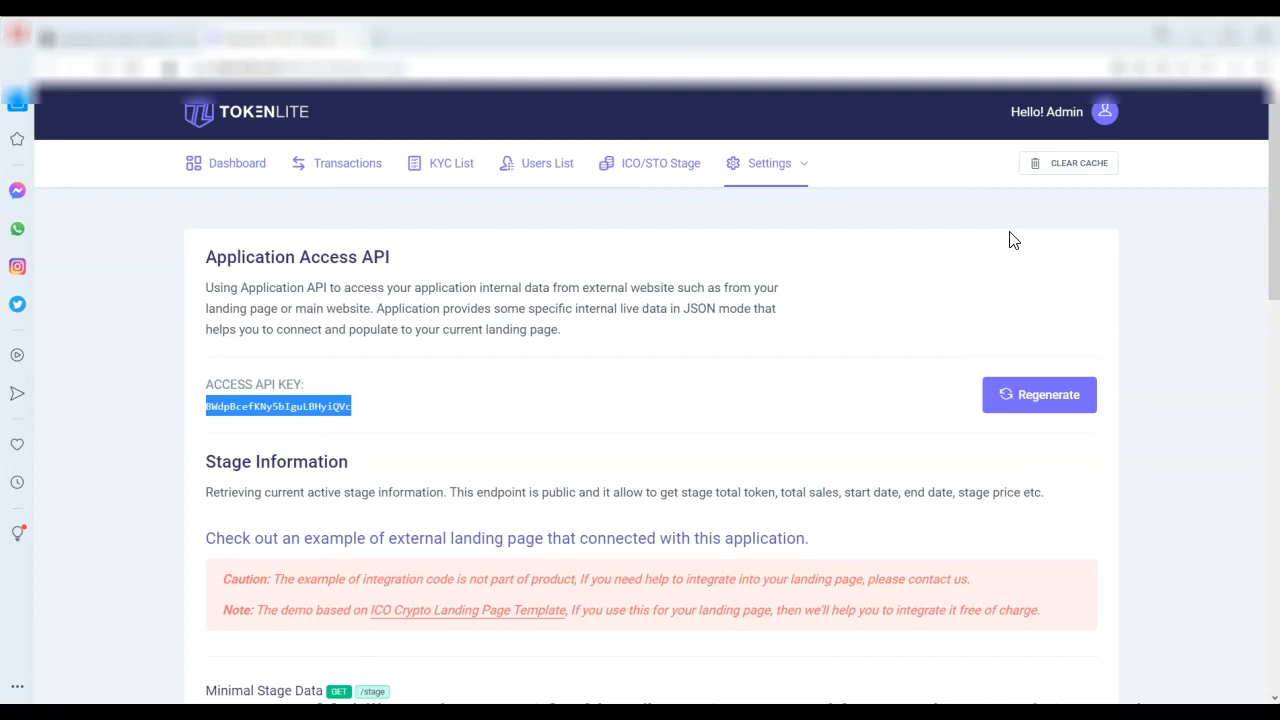 TOKENLITE
Hello! Admin
Dashboard
Transactions
KYC List
Users List
ICO/STO Stage
Settings
CLEAR CACHE
Application Access API
Using Application API to access your application internal data from external website such as from your
landing page or main website. Application provides some specific internal live data in JSON mode that
helps you to connect and populate to your current landing page.
ACCESS API KEY:
BWdpBcefKNy5bIguLBHyiQVc
Regenerate
Stage Information
Retrieving current active stage information. This endpoint is public and it allow to get stage total token, total sales, start date, end date, stage price etc.
Check out an example of external landing page that connected with this application.
Caution: The example of integration code is not part of product, If you need help to integrate into your landing page, please contact us.
Note: The demo based on ICO Crypto Landing Page Template, If you use this for your landing page, then we'll help you to integrate it free of charge.
Minimal Stage Data GET /stage